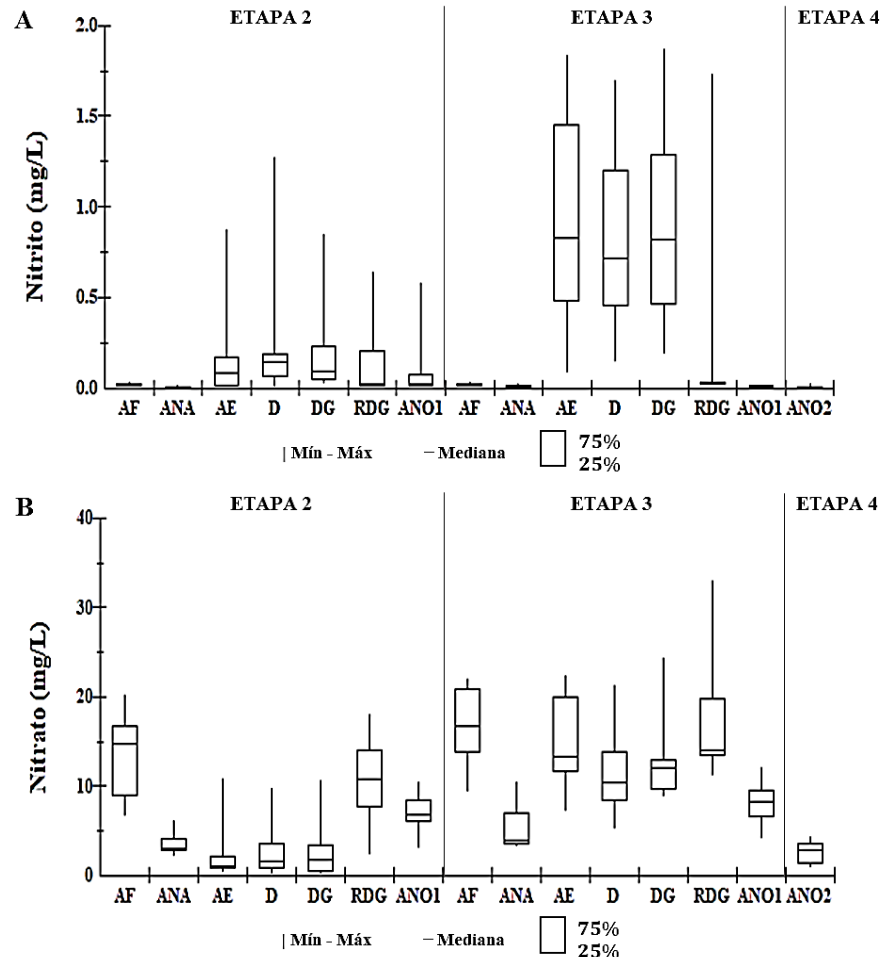 A
ETAPA 2 ETAPA 3 ETAPA 4
Nitrito (mg/L)
2.0
1.5
1.0
0.5
0.0
AF ANA AE D DG RDG ANO1 AF ANA AE D DG RDG ANO1 ANO2
| Mín - Máx – Mediana 75%
25%
B
ETAPA 2 ETAPA 3 ETAPA 4
Nitrato (mg/L)
40
30
20
10
0
AF ANA AE D DG RDG ANO1 AF ANA AE D DG RDG ANO1 ANO2
| Mín - Máx – Mediana 75%
25%